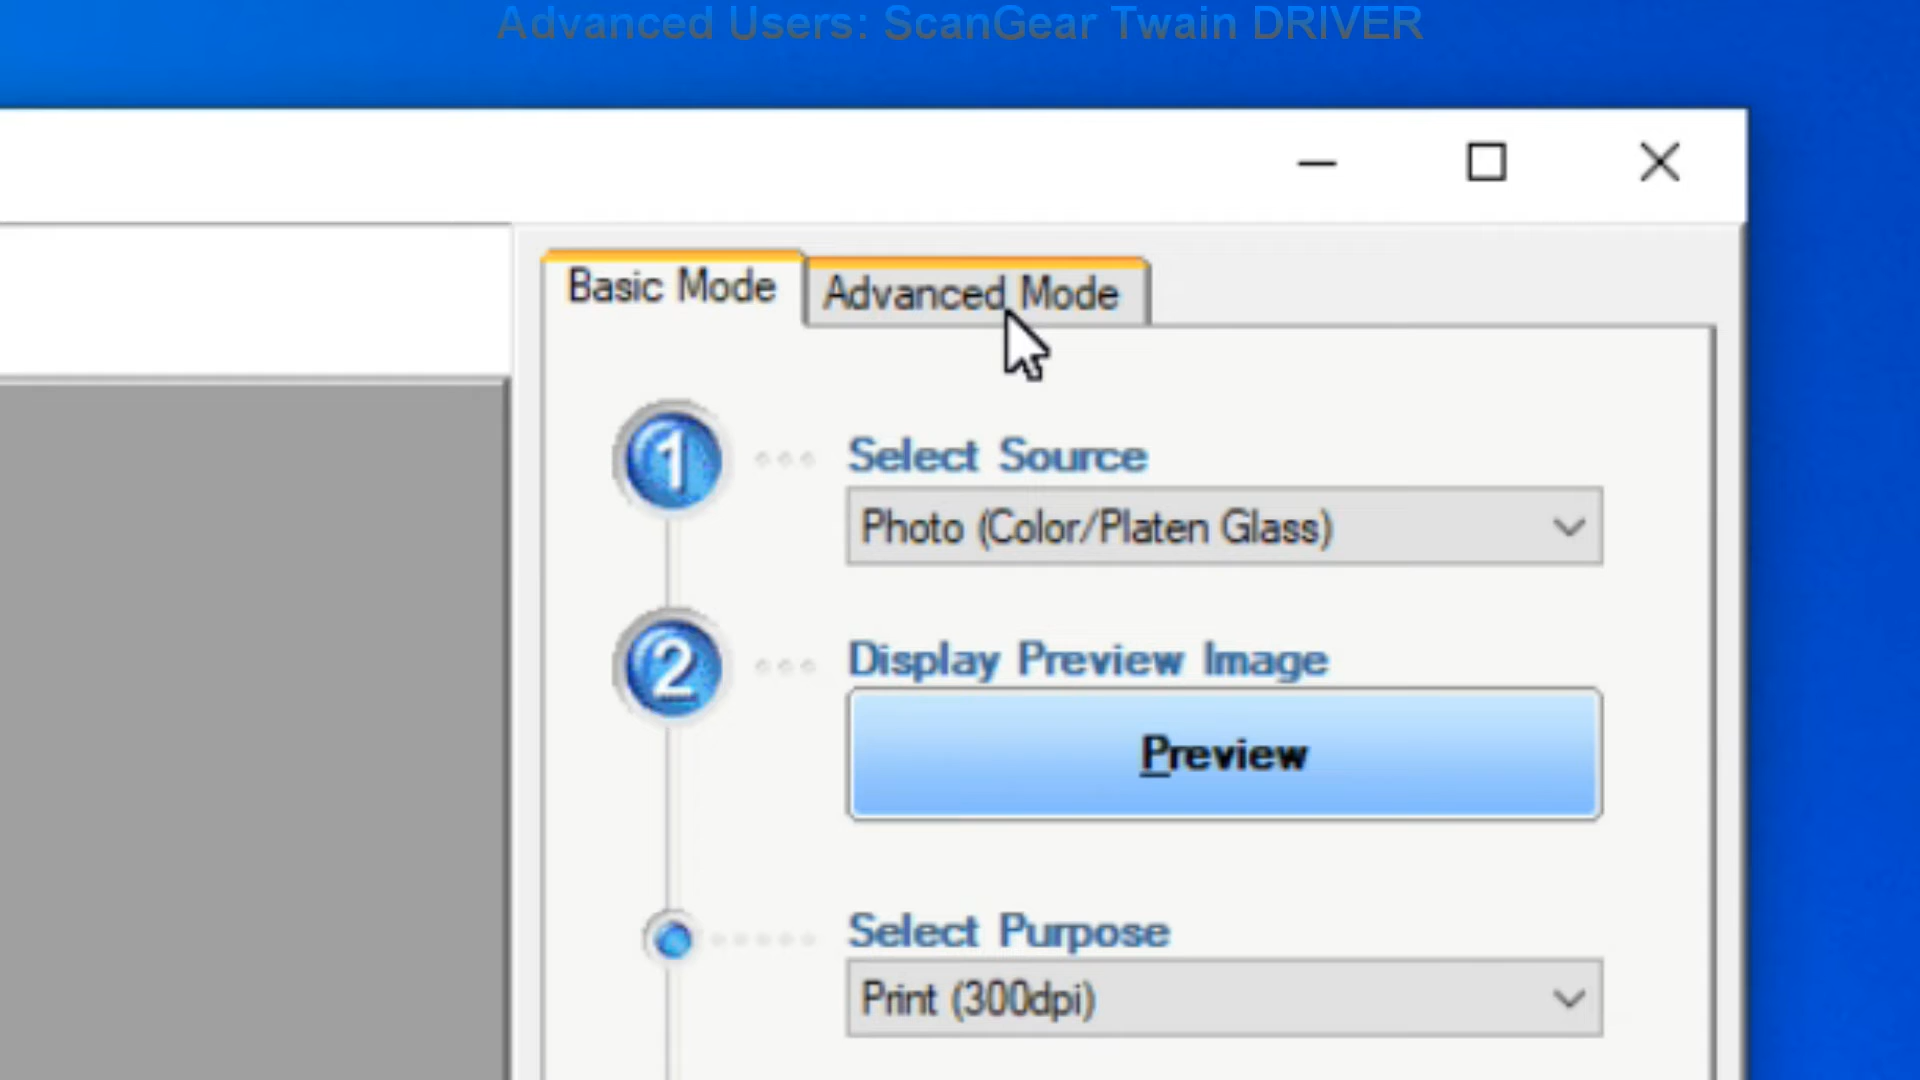 Advanced Users: ScanGear Twain DRIVER
Basic Mode
Advanced Mode
1
Select Source
Photo (Color/Platen Glass)
2
Display Preview Image
Preview
Select Purpose
Print (300dpi)